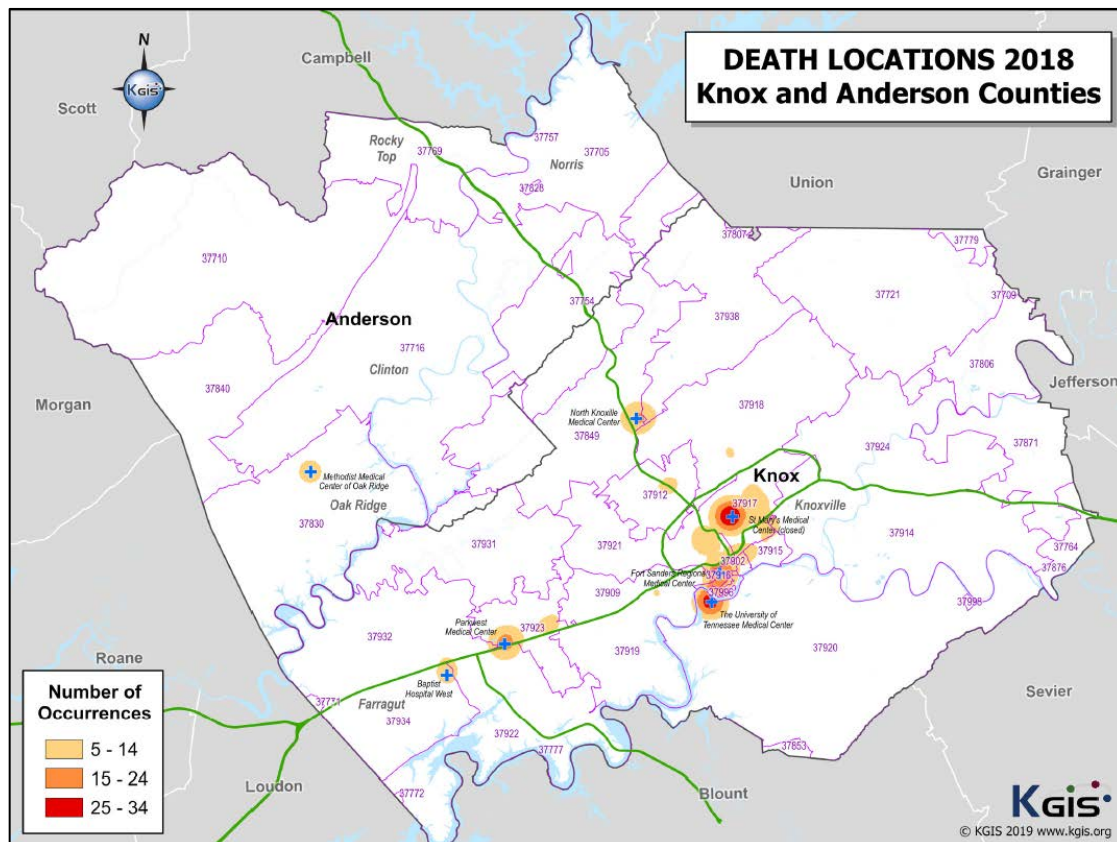 DEATH LOCATIONS 2018
Knox and Anderson Counties
N
KGIS
Campbell
Scott
Union
Grainger
Rocky
Top
37769
37757
37705
Norris
37828
37807
37779
37710
37754
37721
37709
37938
Anderson
37716
Clinton
37806
37840
Jefferson
Morgan
North Knoxville
Medical Center
37918
37849
37924
37871
Methodist Medical
Center of Oak Ridge
Oak Ridge
37830
Knox
37912
37917
Knoxville
St Mary's Medical
Center (closed)
37931
37921
37914
37915
37764
37902
Fort Sanders Regional
Medical Center
37916
37876
37909
37996
37998
The University of
Tennessee Medical Center
Parkwest
Medical Center
37923
37932
37919
37920
Roane
Baptist
Hospital West
Sevier
Farragut
37934
37922
37777
37853
37772
Loudon
Blount
Number of
Occurrences
5 - 14
15 - 24
25 - 34
KGIS
© KGIS 2019 www.kgis.org